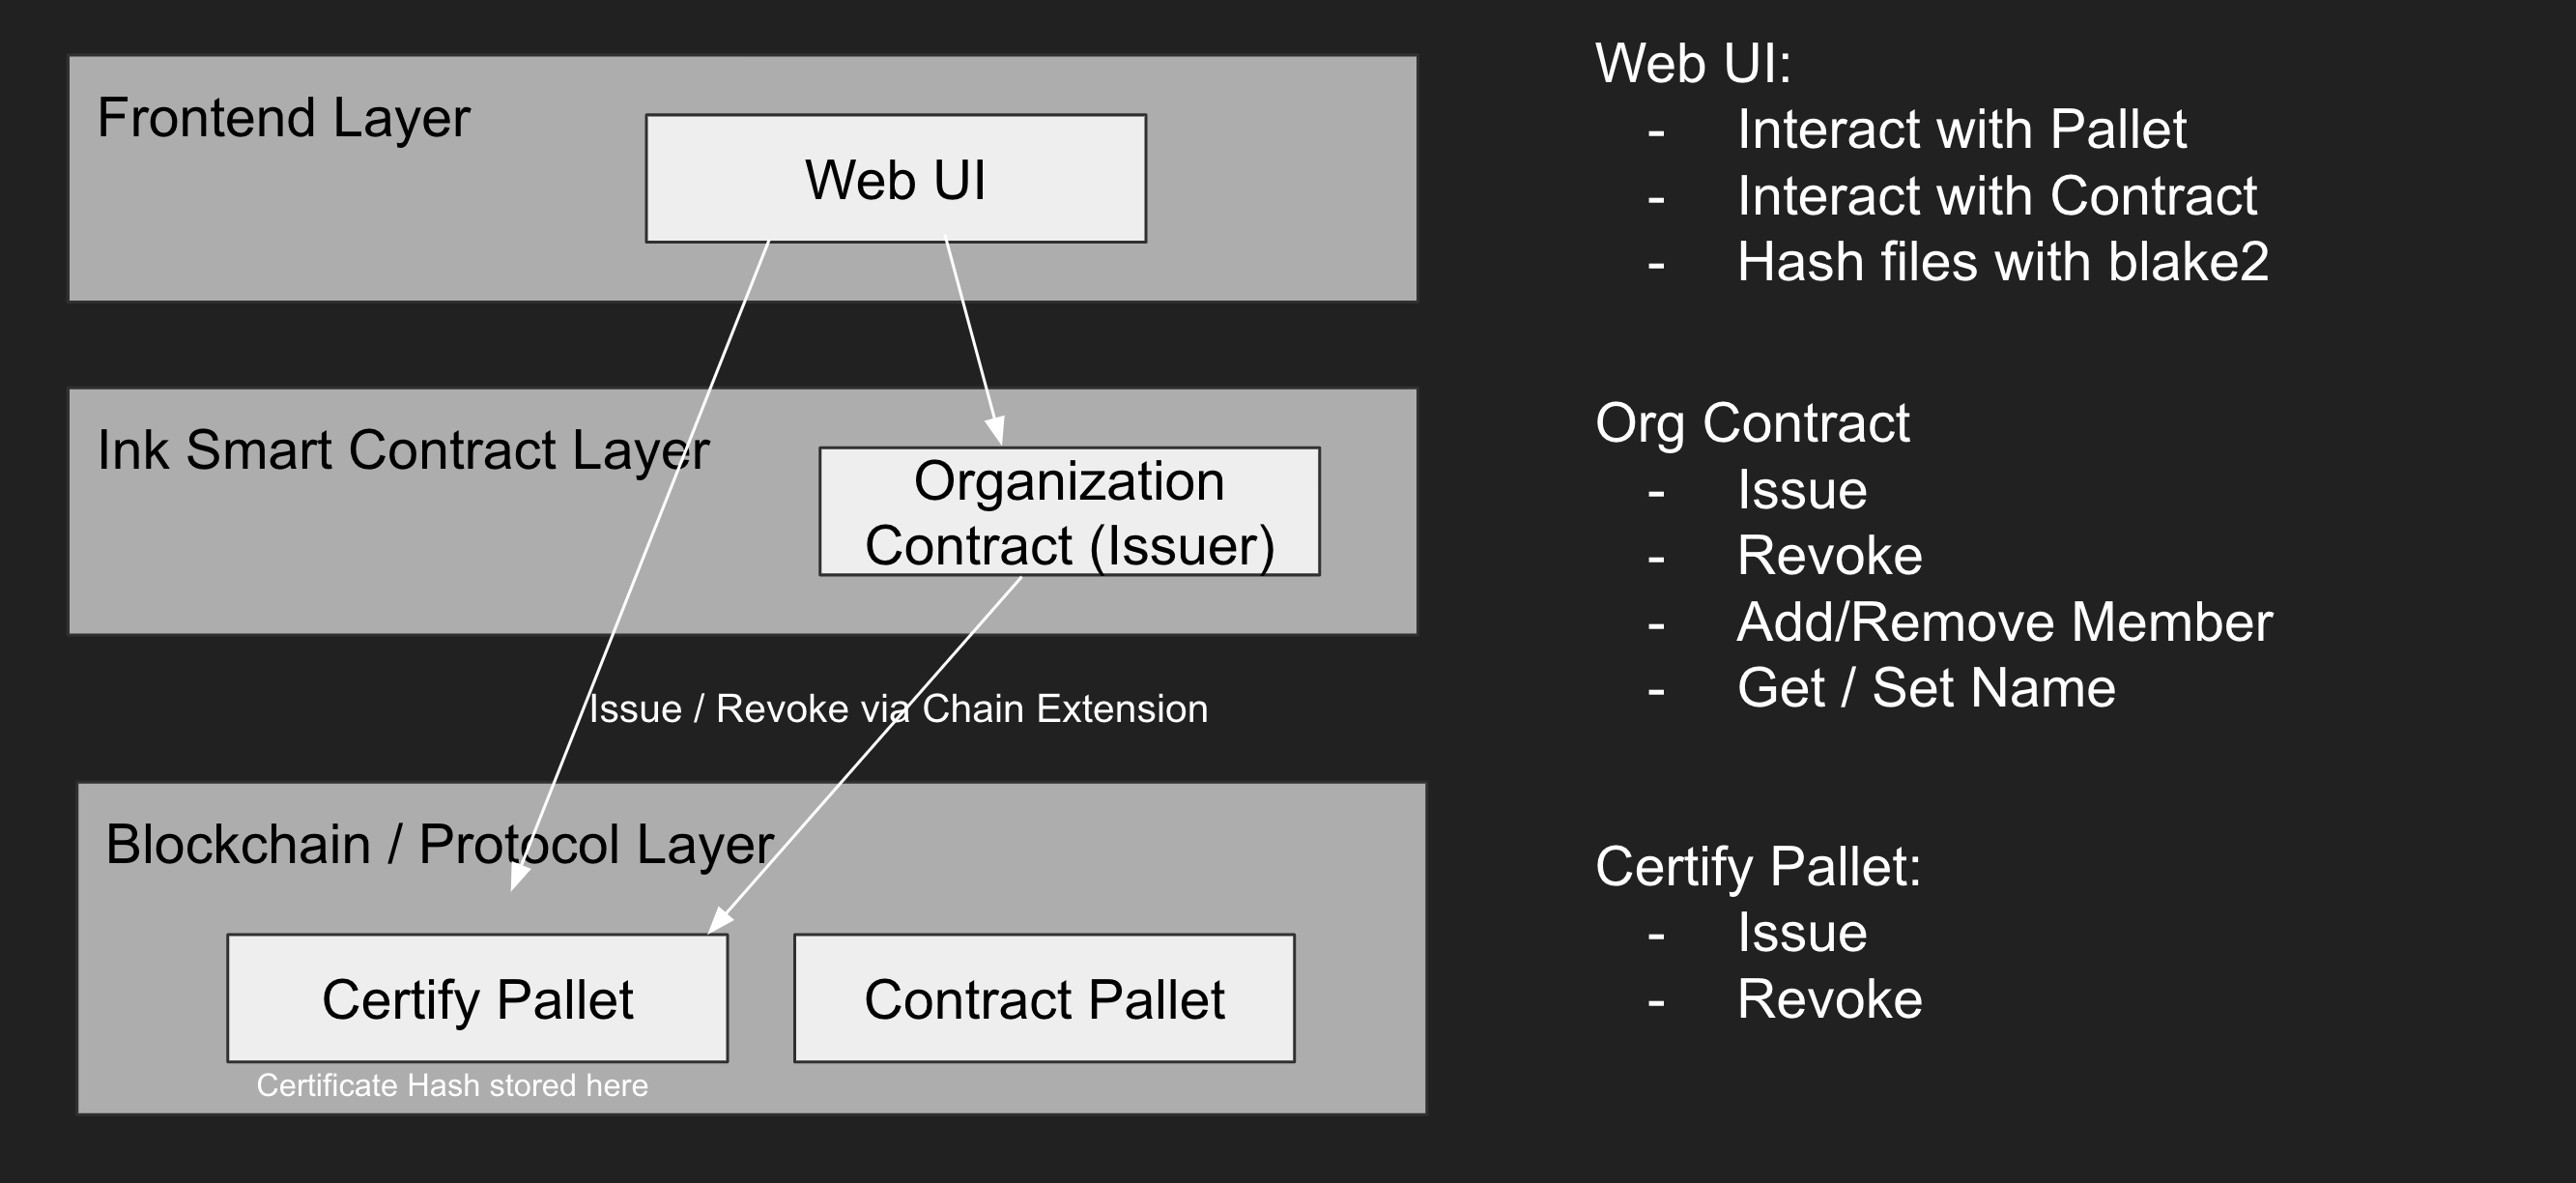 Frontend Layer
Web UI
Ink Smart Contract Layer
Organization
Contract (Issuer)
Issue / Revoke via Chain Extension
Blockchain / Protocol Layer
Certify Pallet
Contract Pallet
Certificate Hash stored here
Web UI:
- Interact with Pallet
- Interact with Contract
- Hash files with blake2
Org Contract
- Issue
- Revoke
- Add/Remove Member
- Get / Set Name
Certify Pallet:
- Issue
- Revoke